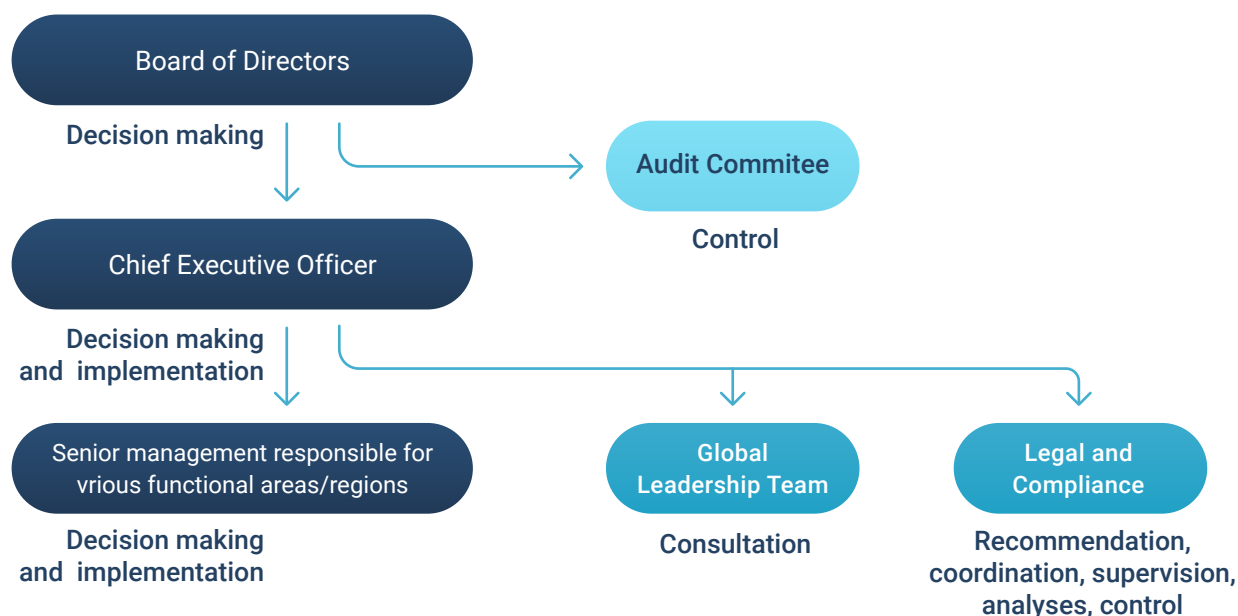 Board of Directors
Decision making
Audit Commitee
Control
Chief Executive Officer
Decision making
and implementation
Senior management responsible for
vrious functional areas/regions
Decision making
and implementation
Global
Leadership Team
Consultation
Legal and
Compliance
Recommendation,
coordination, supervision,
analyses, control